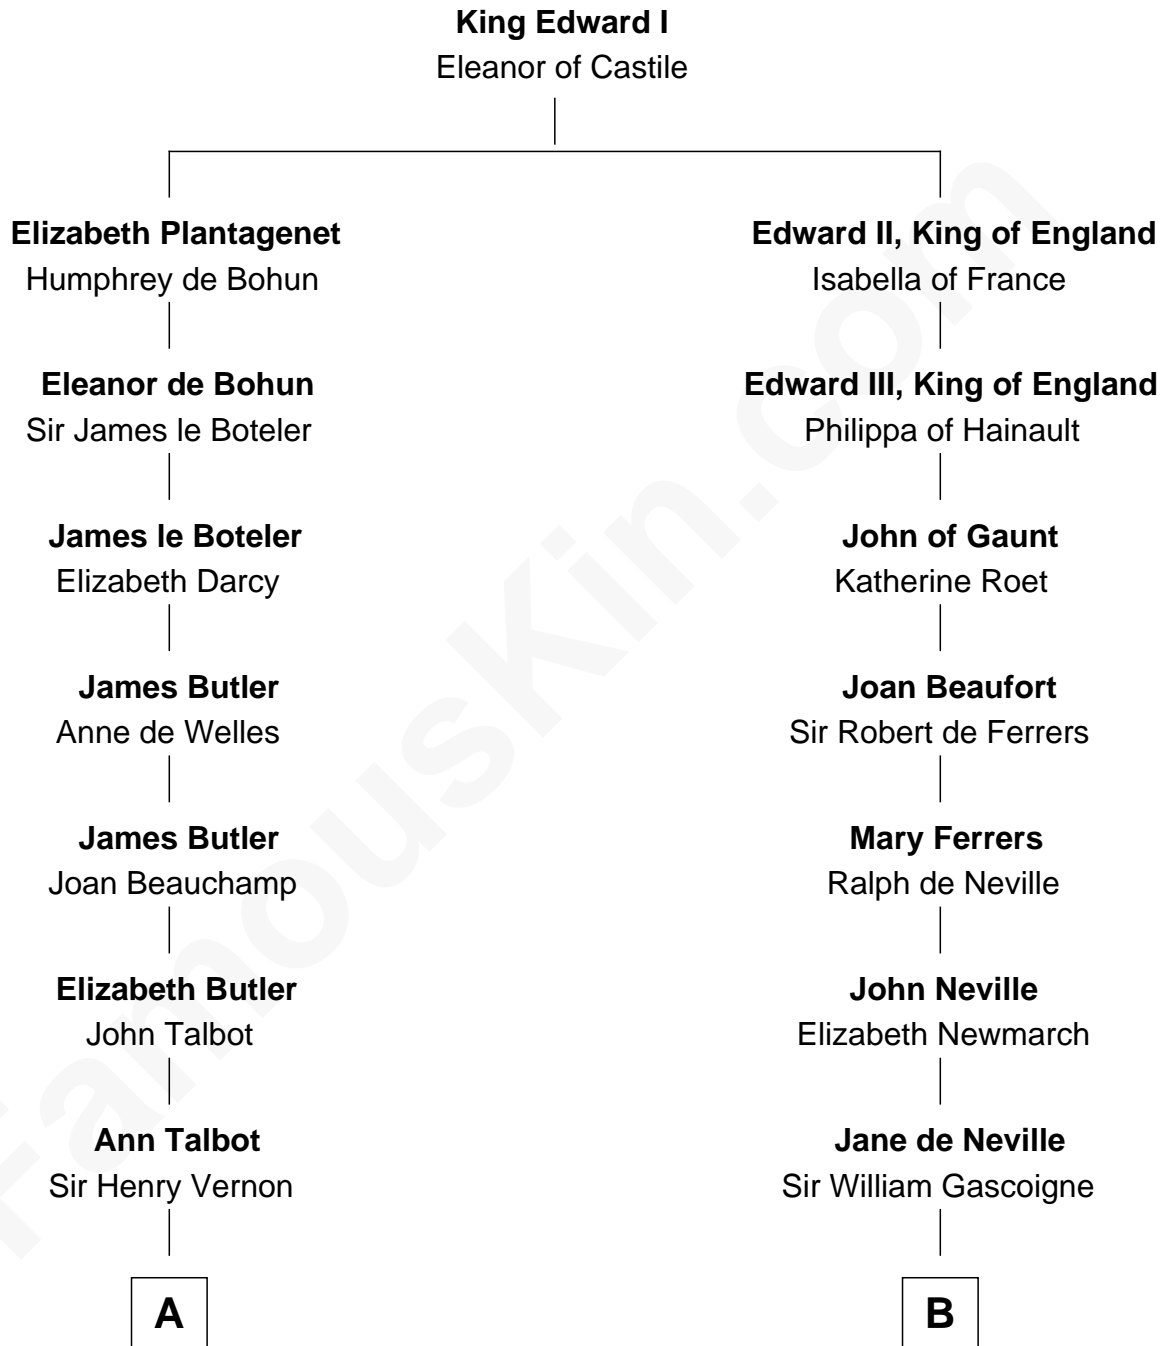 King Edward I
Eleanor of Castile
Elizabeth Plantagenet
Humphrey de Bohun
Eleanor de Bohun
Sir James le Boteler
James le Boteler
Elizabeth Darcy
James Butler
Anne de Welles
James Butler
Joan Beauchamp
Elizabeth Butler
John Talbot
Ann Talbot
Sir Henry Vernon
A
Edward II, King of England
Isabella of France
Edward III, King of England
Philippa of Hainault
John of Gaunt
Katherine Roet
Joan Beaufort
Sir Robert de Ferrers
Mary Ferrers
Ralph de Neville
John Neville
Elizabeth Newmarch
Jane de Neville
Sir William Gascoigne
B
FamousKin.com